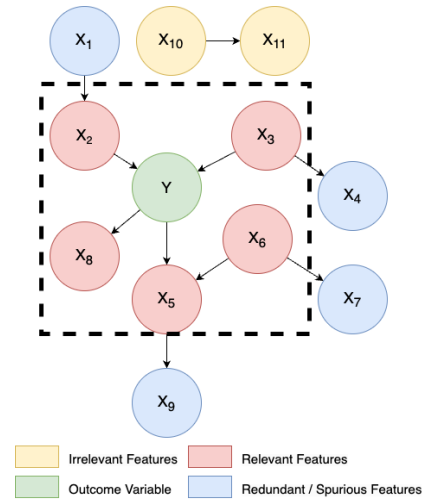 X₁ X₁₀ X₁₁
X₂ X₃
Y X₄
X₈ X₆
X₅ X₇
X₉
Irrelevant Features Relevant Features
Outcome Variable Redundant / Spurious Features